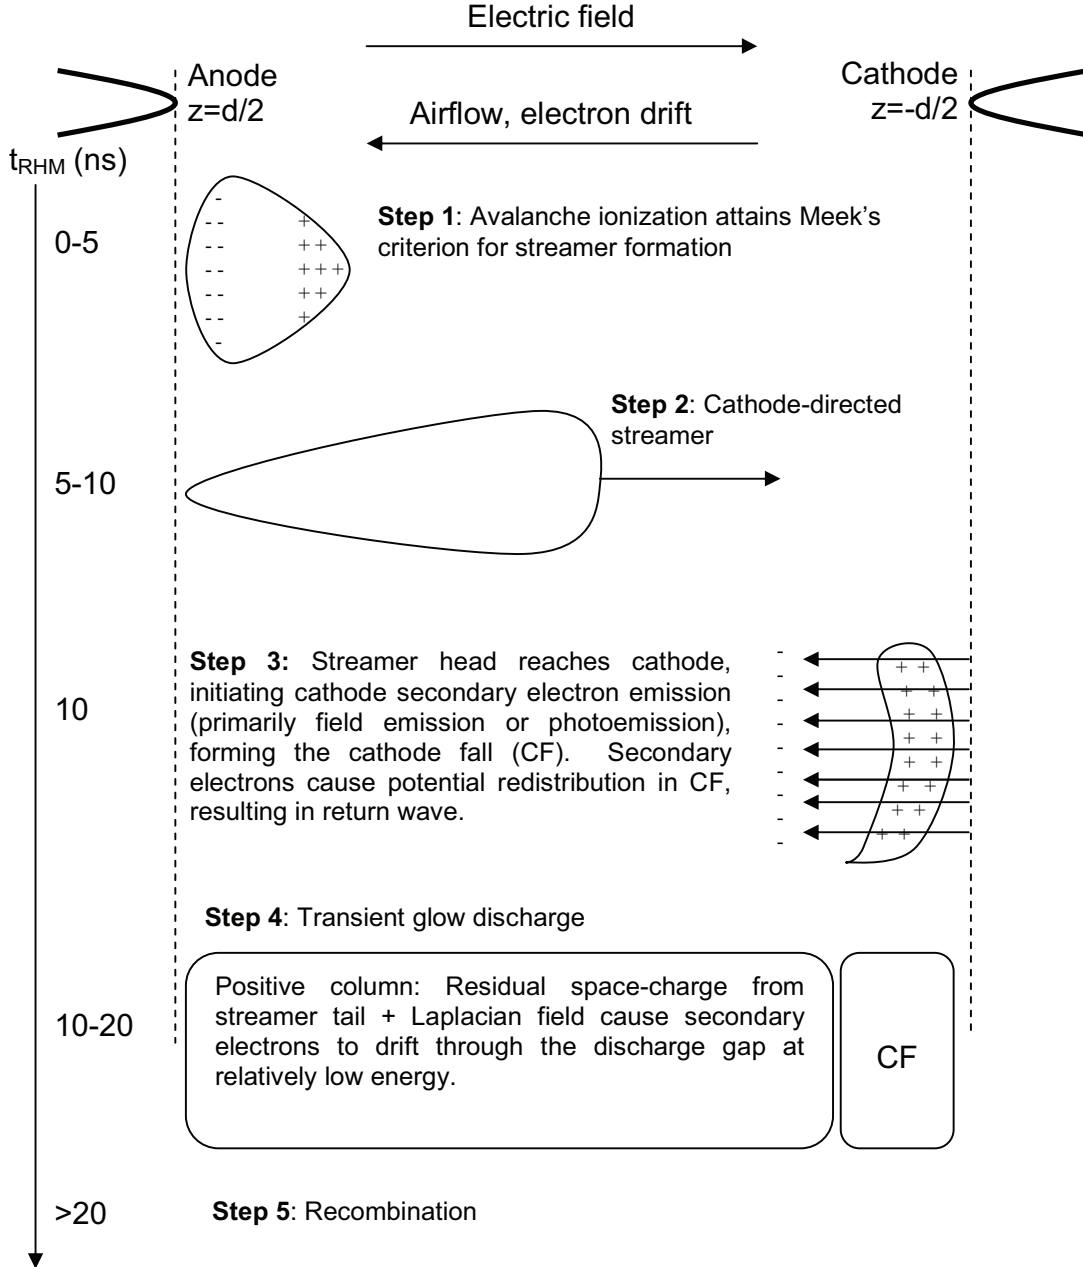 Electric field
Anode
z=d/2
Cathode
z=-d/2
Airflow, electron drift
tRHM (ns)
0-5
-
- -
- -
- -
- -
- -
-
+
+ +
+ + +
+ +
+
Step 1: Avalanche ionization attains Meek's
criterion for streamer formation
5-10
Step 2: Cathode-directed
streamer
10
Step 3: Streamer head reaches cathode,
initiating cathode secondary electron emission
(primarily field emission or photoemission),
forming the cathode fall (CF). Secondary
electrons cause potential redistribution in CF,
resulting in return wave.
-
-
-
-
-
-
-
-
-
+ +
+ +
+ +
+ +
+ +
+ +
+ +
+ +
Step 4: Transient glow discharge
10-20
Positive column: Residual space-charge from
streamer tail + Laplacian field cause secondary
electrons to drift through the discharge gap at
relatively low energy.
CF
>20
Step 5: Recombination